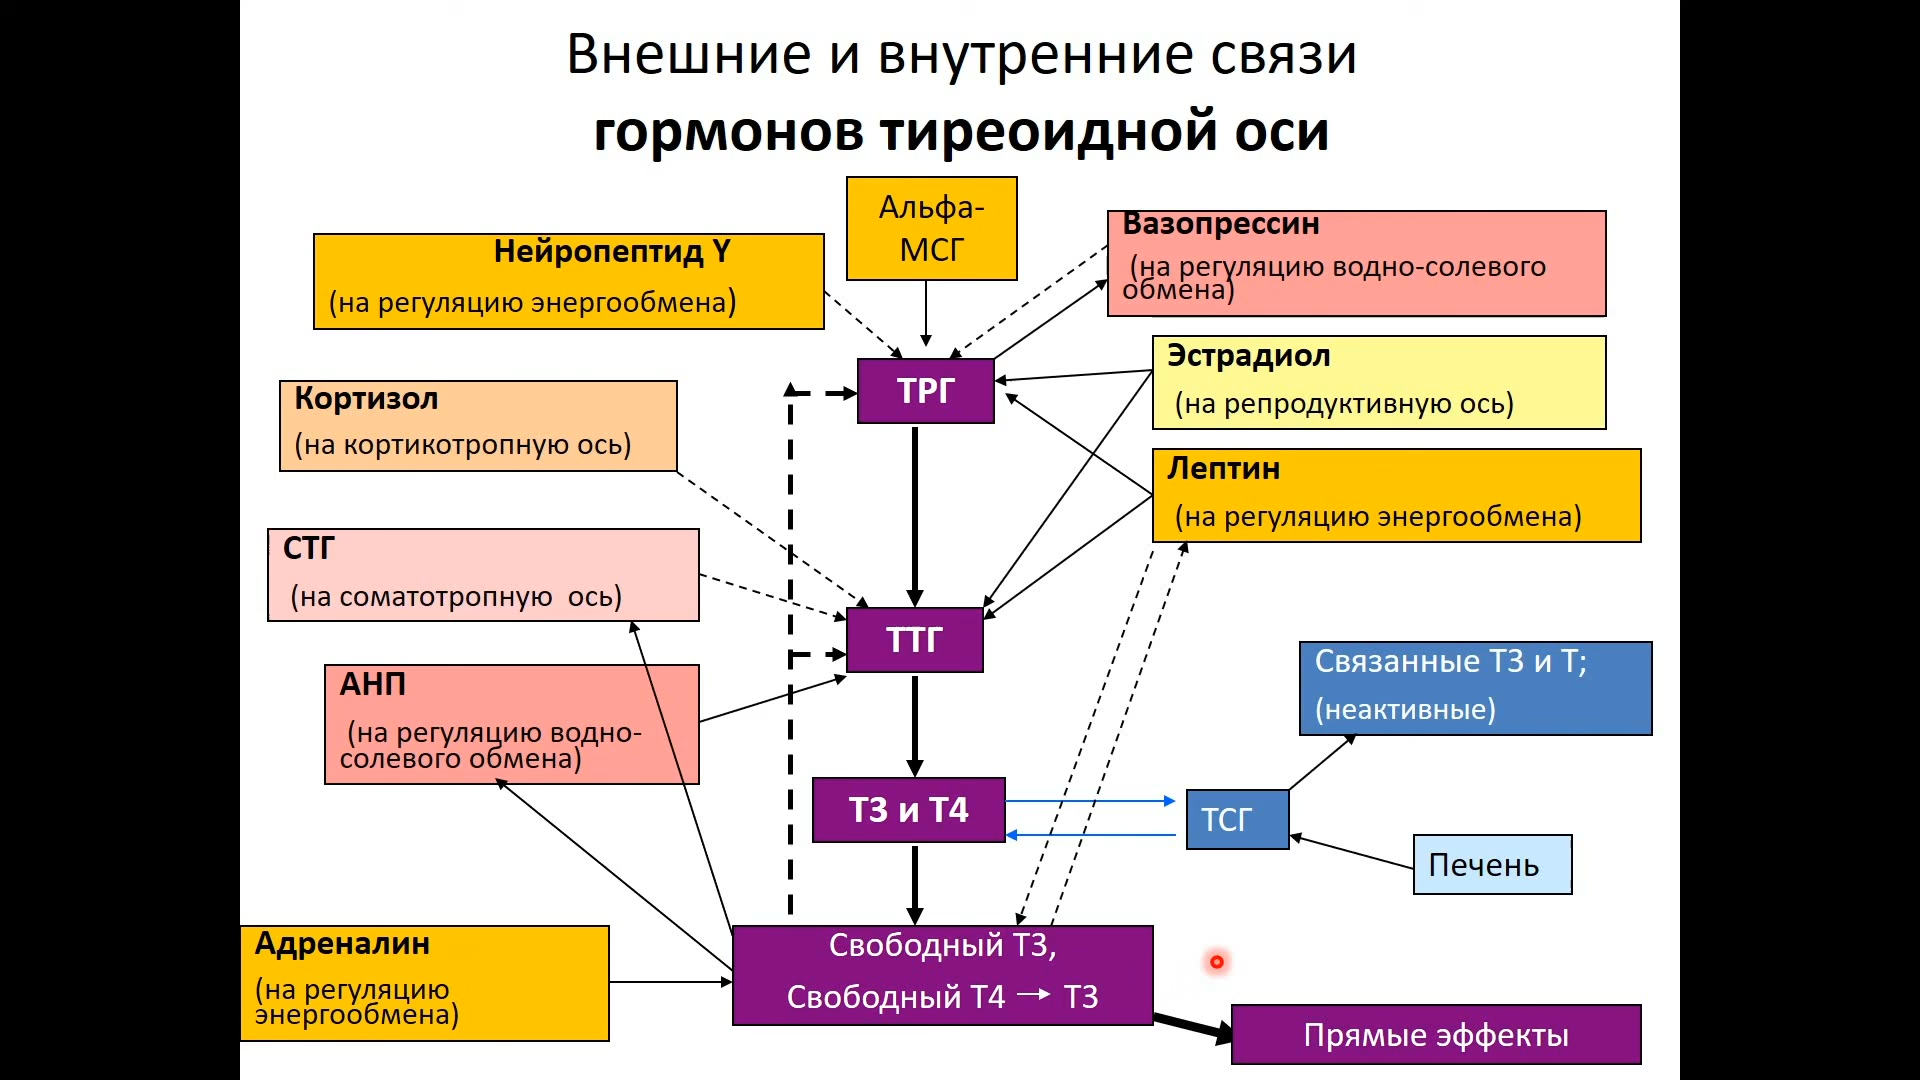 Внешние и внутренние связи
гормонов тиреоидной оси
Альфа-
МСГ
Нейропептид Y
(на регуляцию энергообмена)
Вазопрессин
(на регуляцию водно-солевого
обмена)
Эстрадиол
(на репродуктивную ось)
ТРГ
Кортизол
(на кортикотропную ось)
Лептин
(на регуляцию энергообмена)
СТГ
(на соматотропную ось)
ТТГ
АНП
(на регуляцию водно-
солевого обмена)
Связанные Т3 и Т;
(неактивные)
Т3 и Т4
ТСГ
Печень
Адреналин
(на регуляцию
энергообмена)
Свободный Т3,
Свободный Т4 → Т3
Прямые эффекты